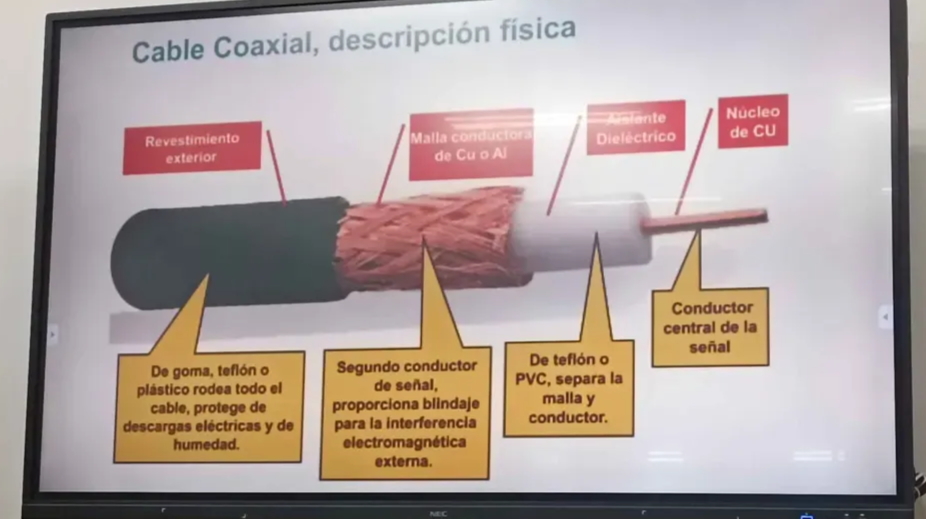 Cable Coaxial, descripción física
Revestimiento
exterior
Malla conductora
de Cu o Al
Aislante
Dieléctrico
Núcleo
de CU
De goma, teflón o
plástico rodea todo el
cable, protege de
descargas eléctricas y de
humedad.
Segundo conductor
de señal,
proporciona blindaje
para la interferencia
electromagnética
externa.
De teflón o
PVC, separa la
malla y
conductor.
Conductor
central de la
señal
NEC